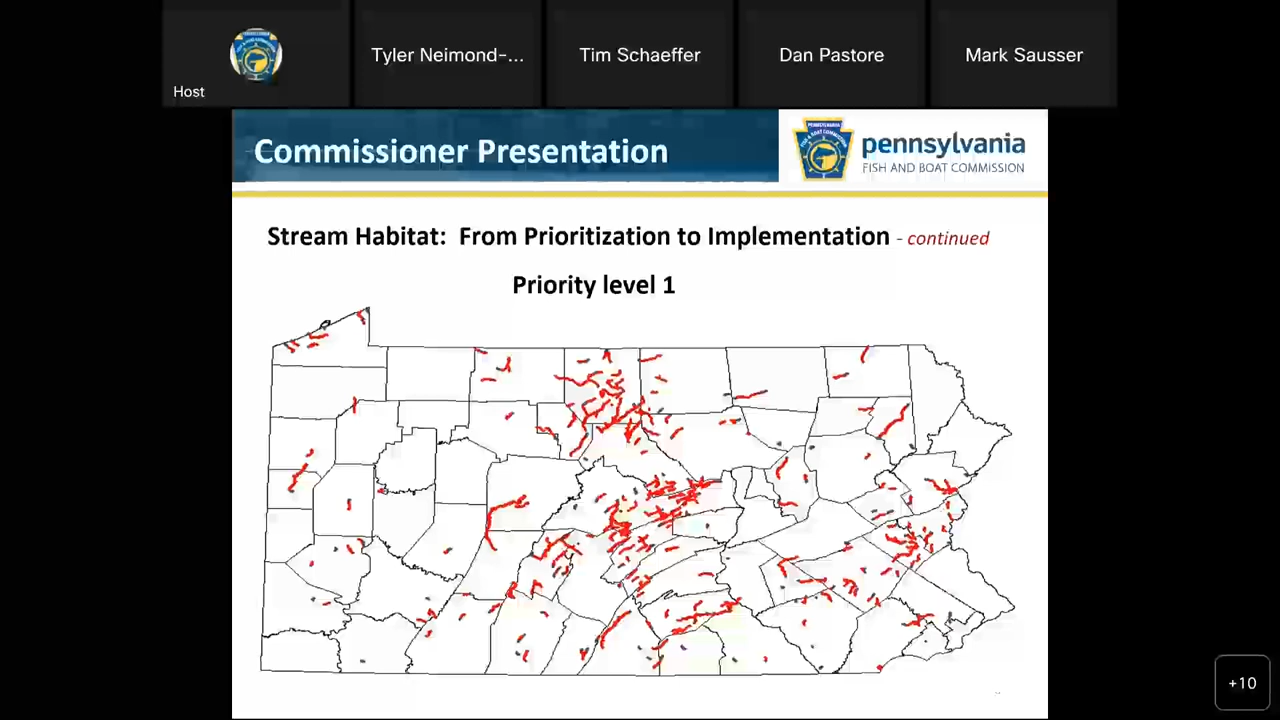 Host
Tyler Neimond-...
Tim Schaeffer
Dan Pastore
Mark Sausser
Commissioner Presentation
pennsylvania
FISH AND BOAT COMMISSION
Stream Habitat: From Prioritization to Implementation - continued
Priority level 1
+10